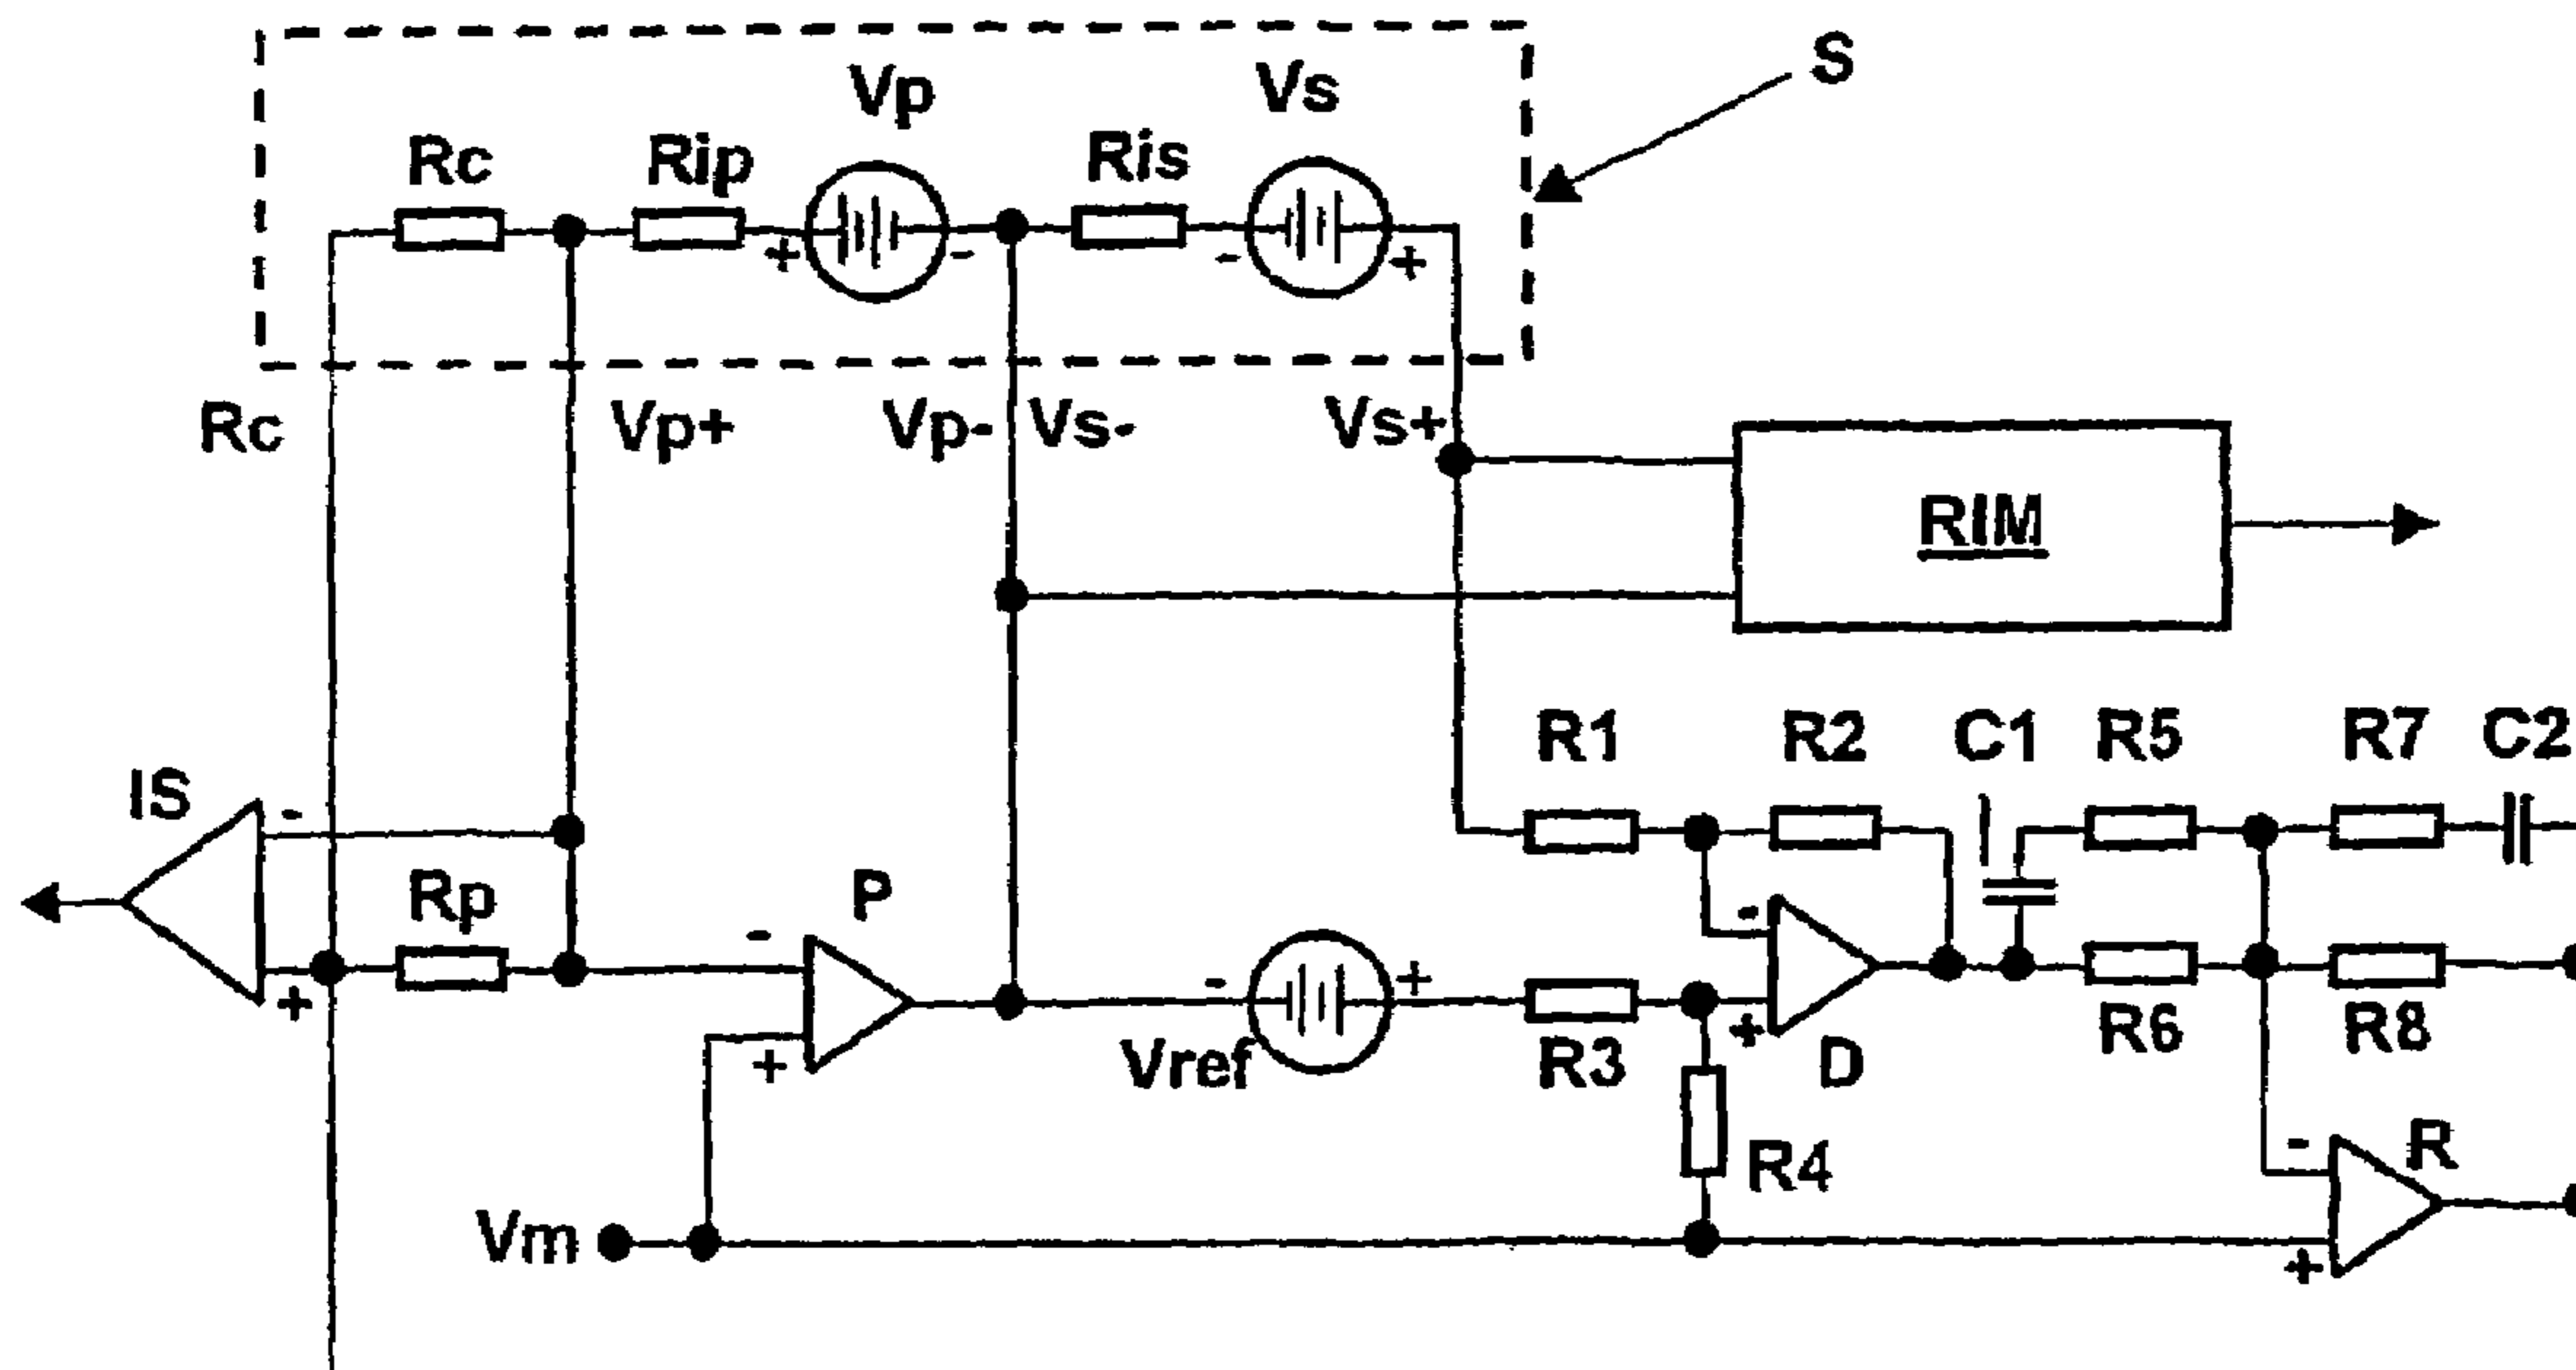 S
Vp
Vs
Rc
Rip
Ris
+
-
-
+
Rc
Vp+
Vp-
Vs-
Vs+
RIM
R1
R2
C1
R5
R7
C2
IS
-
Rp
P
-
-
-
+
+
+
Vref
R3
+
D
R6
R8
R4
R
-
Vm
+